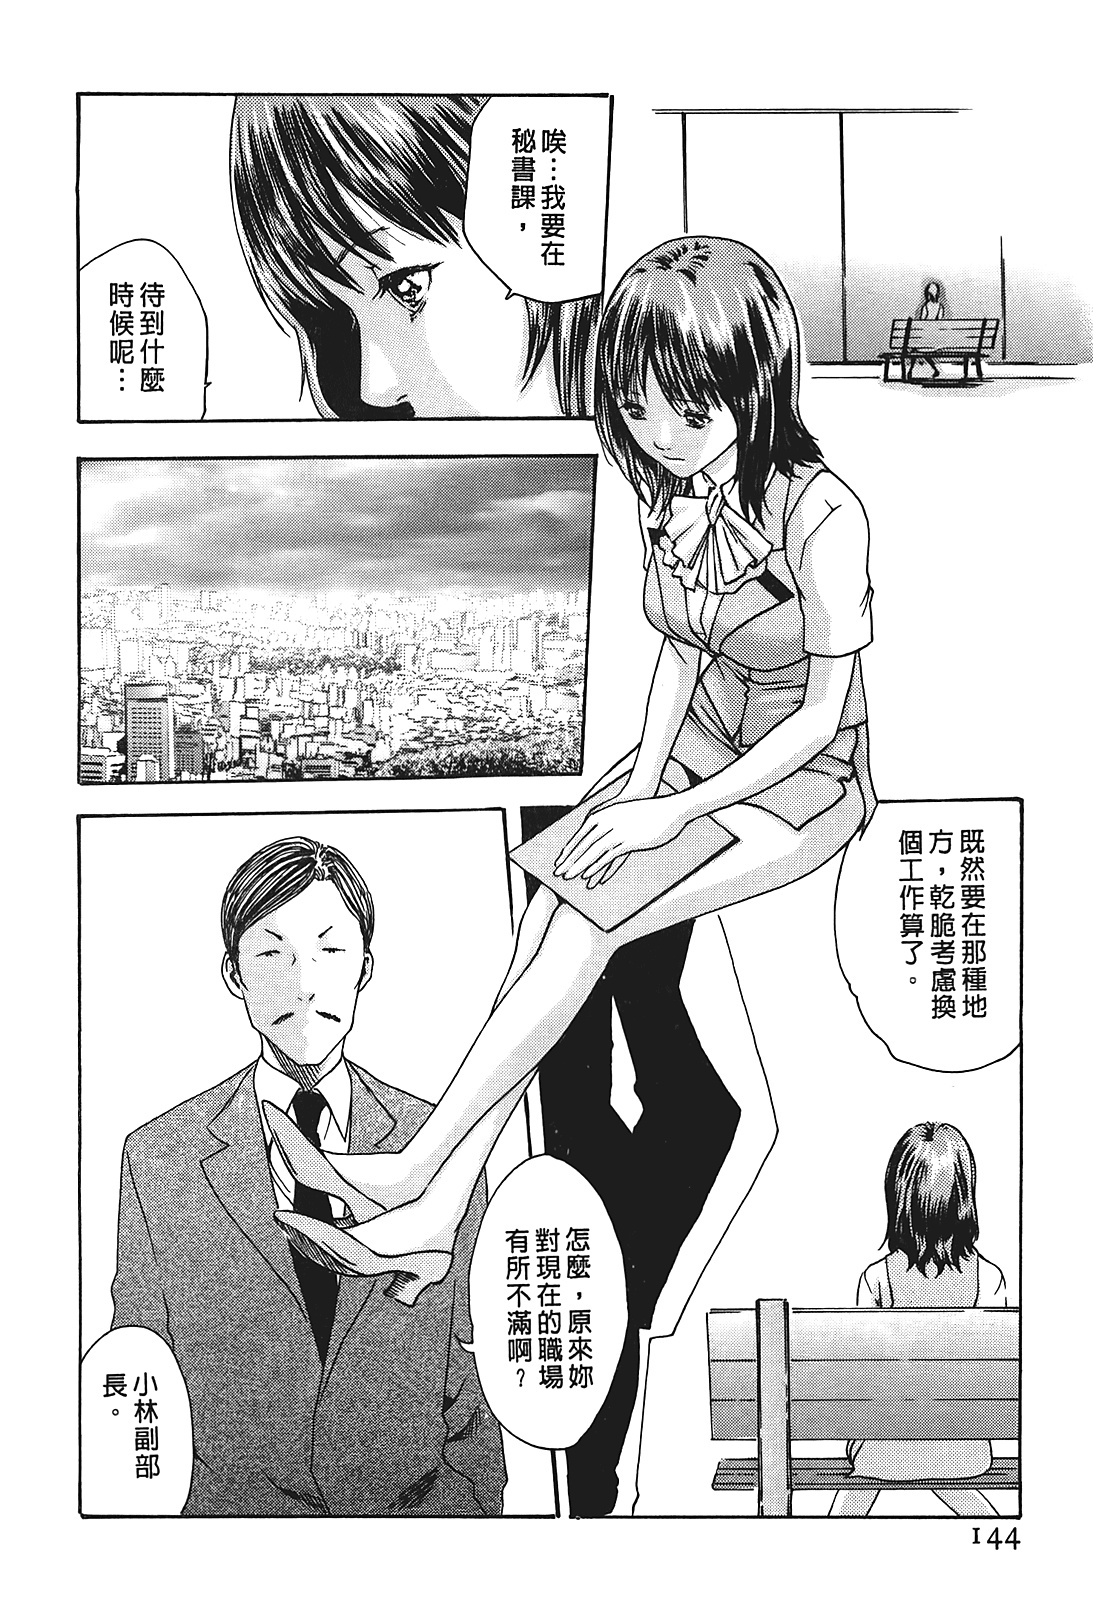 唉…我要在
秘書課，
待到什麼
時候呢…
既然要在那種地
方，乾脆考慮換
個工作算了。
怎麼，原來妳
對現在的職場
有所不滿啊？
小林副部
長。
144